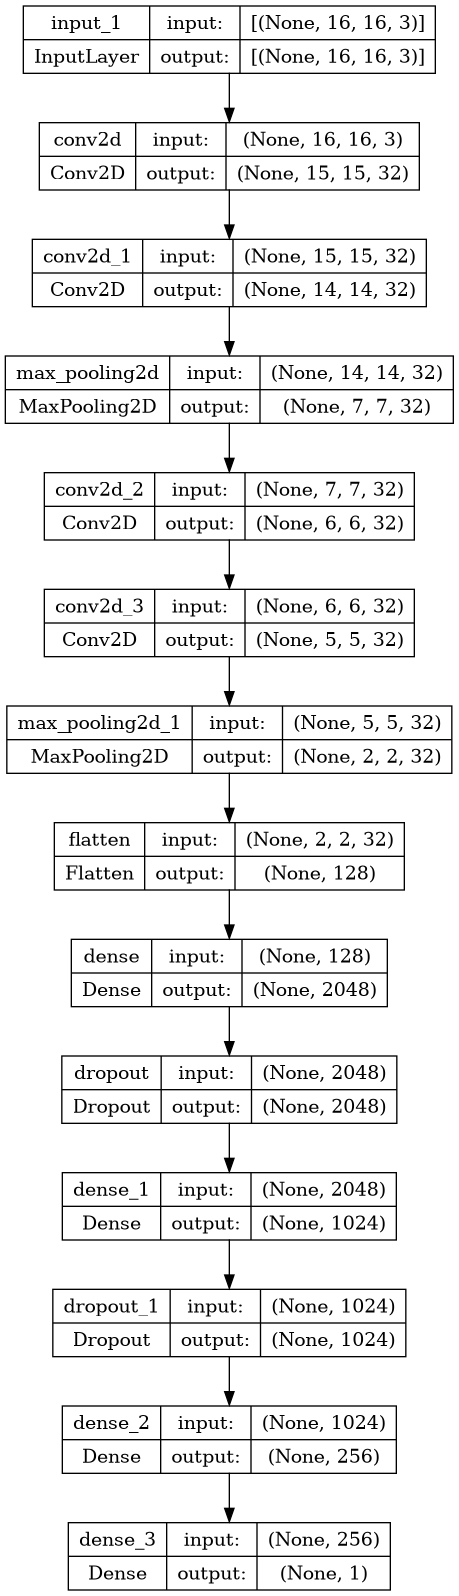 input_1 input: [(None, 16, 16, 3)]
InputLayer output: [(None, 16, 16, 3)]
conv2d input: (None, 16, 16, 3)
Conv2D output: (None, 15, 15, 32)
conv2d_1 input: (None, 15, 15, 32)
Conv2D output: (None, 14, 14, 32)
max_pooling2d input: (None, 14, 14, 32)
MaxPooling2D output: (None, 7, 7, 32)
conv2d_2 input: (None, 7, 7, 32)
Conv2D output: (None, 6, 6, 32)
conv2d_3 input: (None, 6, 6, 32)
Conv2D output: (None, 5, 5, 32)
max_pooling2d_1 input: (None, 5, 5, 32)
MaxPooling2D output: (None, 2, 2, 32)
flatten input: (None, 2, 2, 32)
Flatten output: (None, 128)
dense input: (None, 128)
Dense output: (None, 2048)
dropout input: (None, 2048)
Dropout output: (None, 2048)
dense_1 input: (None, 2048)
Dense output: (None, 1024)
dropout_1 input: (None, 1024)
Dropout output: (None, 1024)
dense_2 input: (None, 1024)
Dense output: (None, 256)
dense_3 input: (None, 256)
Dense output: (None, 1)